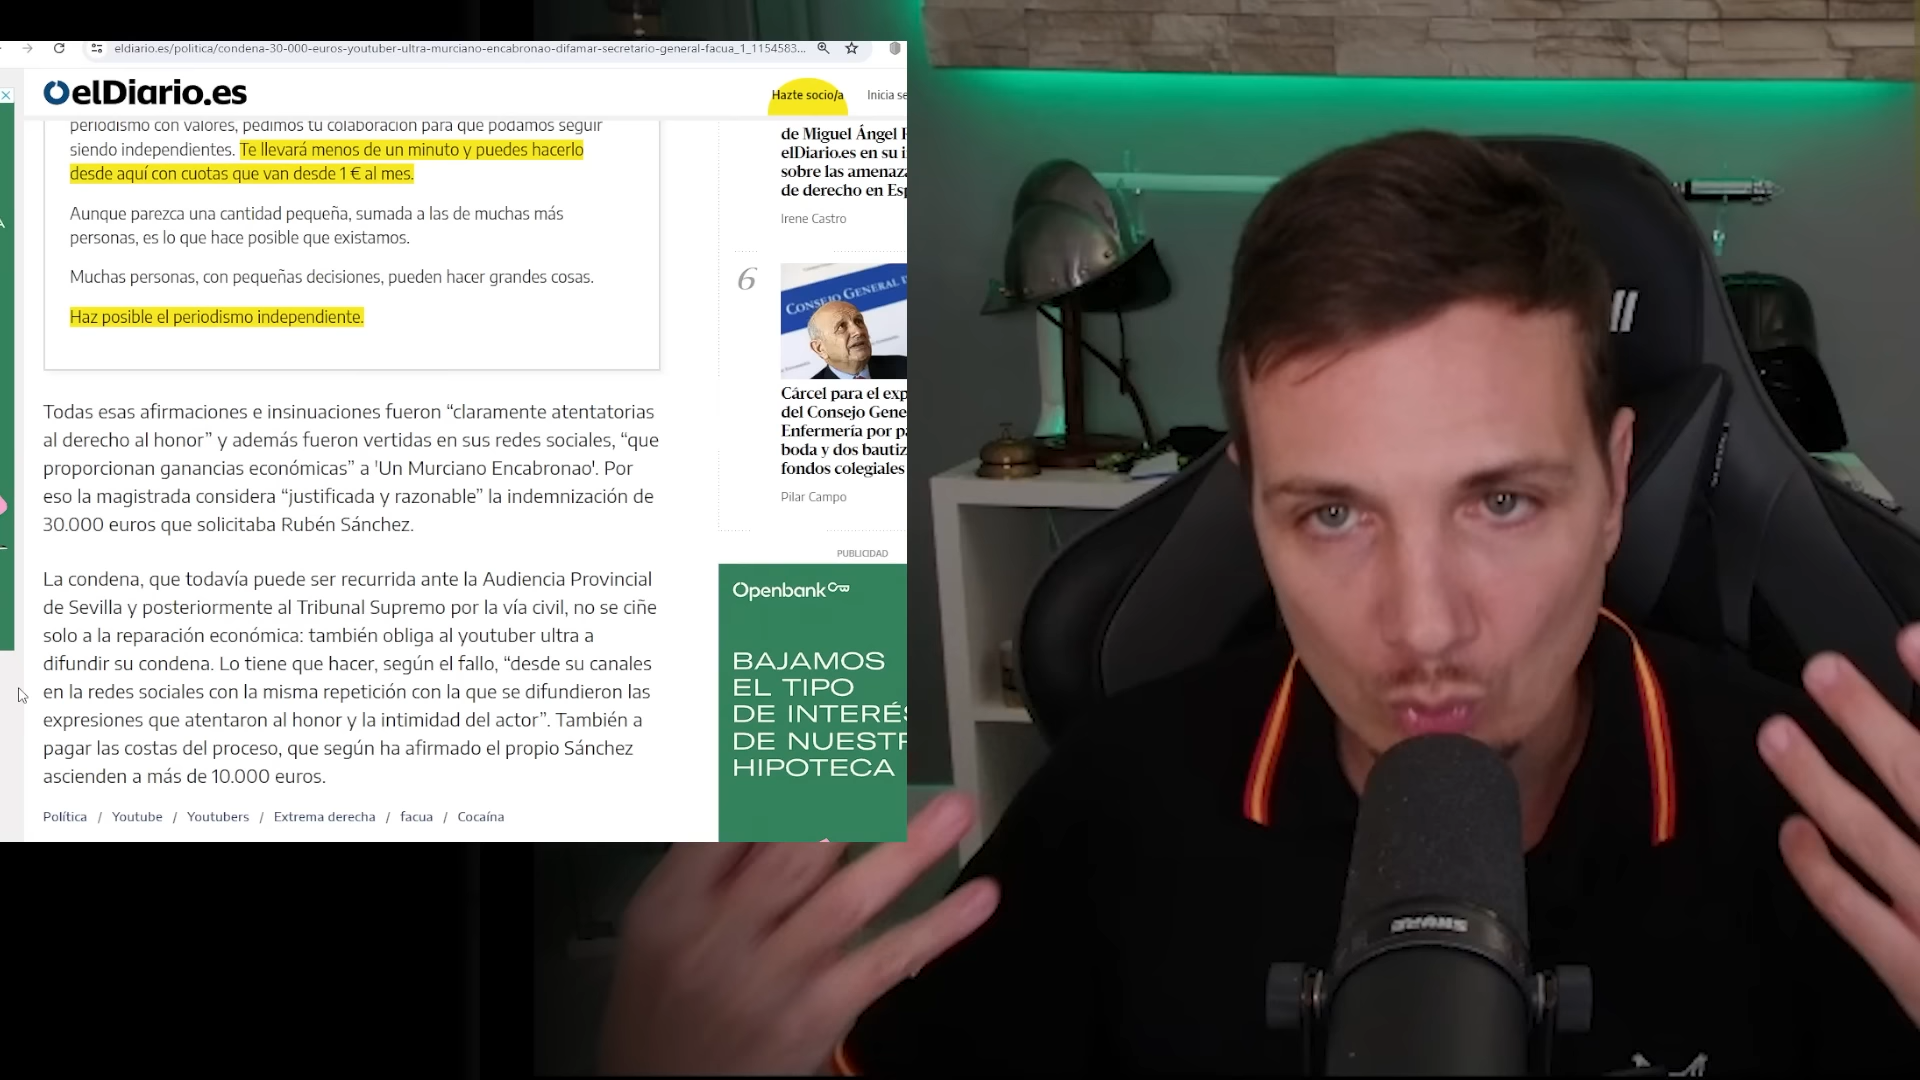 eldiario.es/politica/condena-30-000-euros-youtuber-ultra-murciano-encabronao-difamar-secretario-general-facua_1_1154583...
elDiario.es
Hazte socio/a
Inicia se
periodismo con valores, pedimos tu colaboración para que podamos seguir
siendo independientes. Te llevará menos de un minuto y puedes hacerlo
desde aquí con cuotas que van desde 1 € al mes.
Aunque parezca una cantidad pequeña, sumada a las de muchas más
personas, es lo que hace posible que existamos.
Muchas personas, con pequeñas decisiones, pueden hacer grandes cosas.
Haz posible el periodismo independiente.
Todas esas afirmaciones e insinuaciones fueron “claramente atentatorias
al derecho al honor” y además fueron vertidas en sus redes sociales, “que
proporcionan ganancias económicas” a 'Un Murciano Encabronao'. Por
eso la magistrada considera “justificada y razonable” la indemnización de
30.000 euros que solicitaba Rubén Sánchez.
La condena, que todavía puede ser recurrida ante la Audiencia Provincial
de Sevilla y posteriormente al Tribunal Supremo por la vía civil, no se ciñe
solo a la reparación económica: también obliga al youtuber ultra a
difundir su condena. Lo tiene que hacer, según el fallo, “desde su canales
en la redes sociales con la misma repetición con la que se difundieron las
expresiones que atentaron al honor y la intimidad del actor”. También a
pagar las costas del proceso, que según ha afirmado el propio Sánchez
ascienden a más de 10.000 euros.
Política / Youtube / Youtubers / Extrema derecha / facua / Cocaína
de Miguel Ángel
elDiario.es en su
sobre las amenaz
de derecho en Es
Irene Castro
6
CONSEJO GENERAL D
Cárcel para el exp
del Consejo Gene
Enfermería por p
boda y dos bautiz
fondos colegiales
Pilar Campo
PUBLICIDAD
Openbank
BAJAMOS
EL TIPO
DE INTERÉS
DE NUESTR
HIPOTECA
SHURE